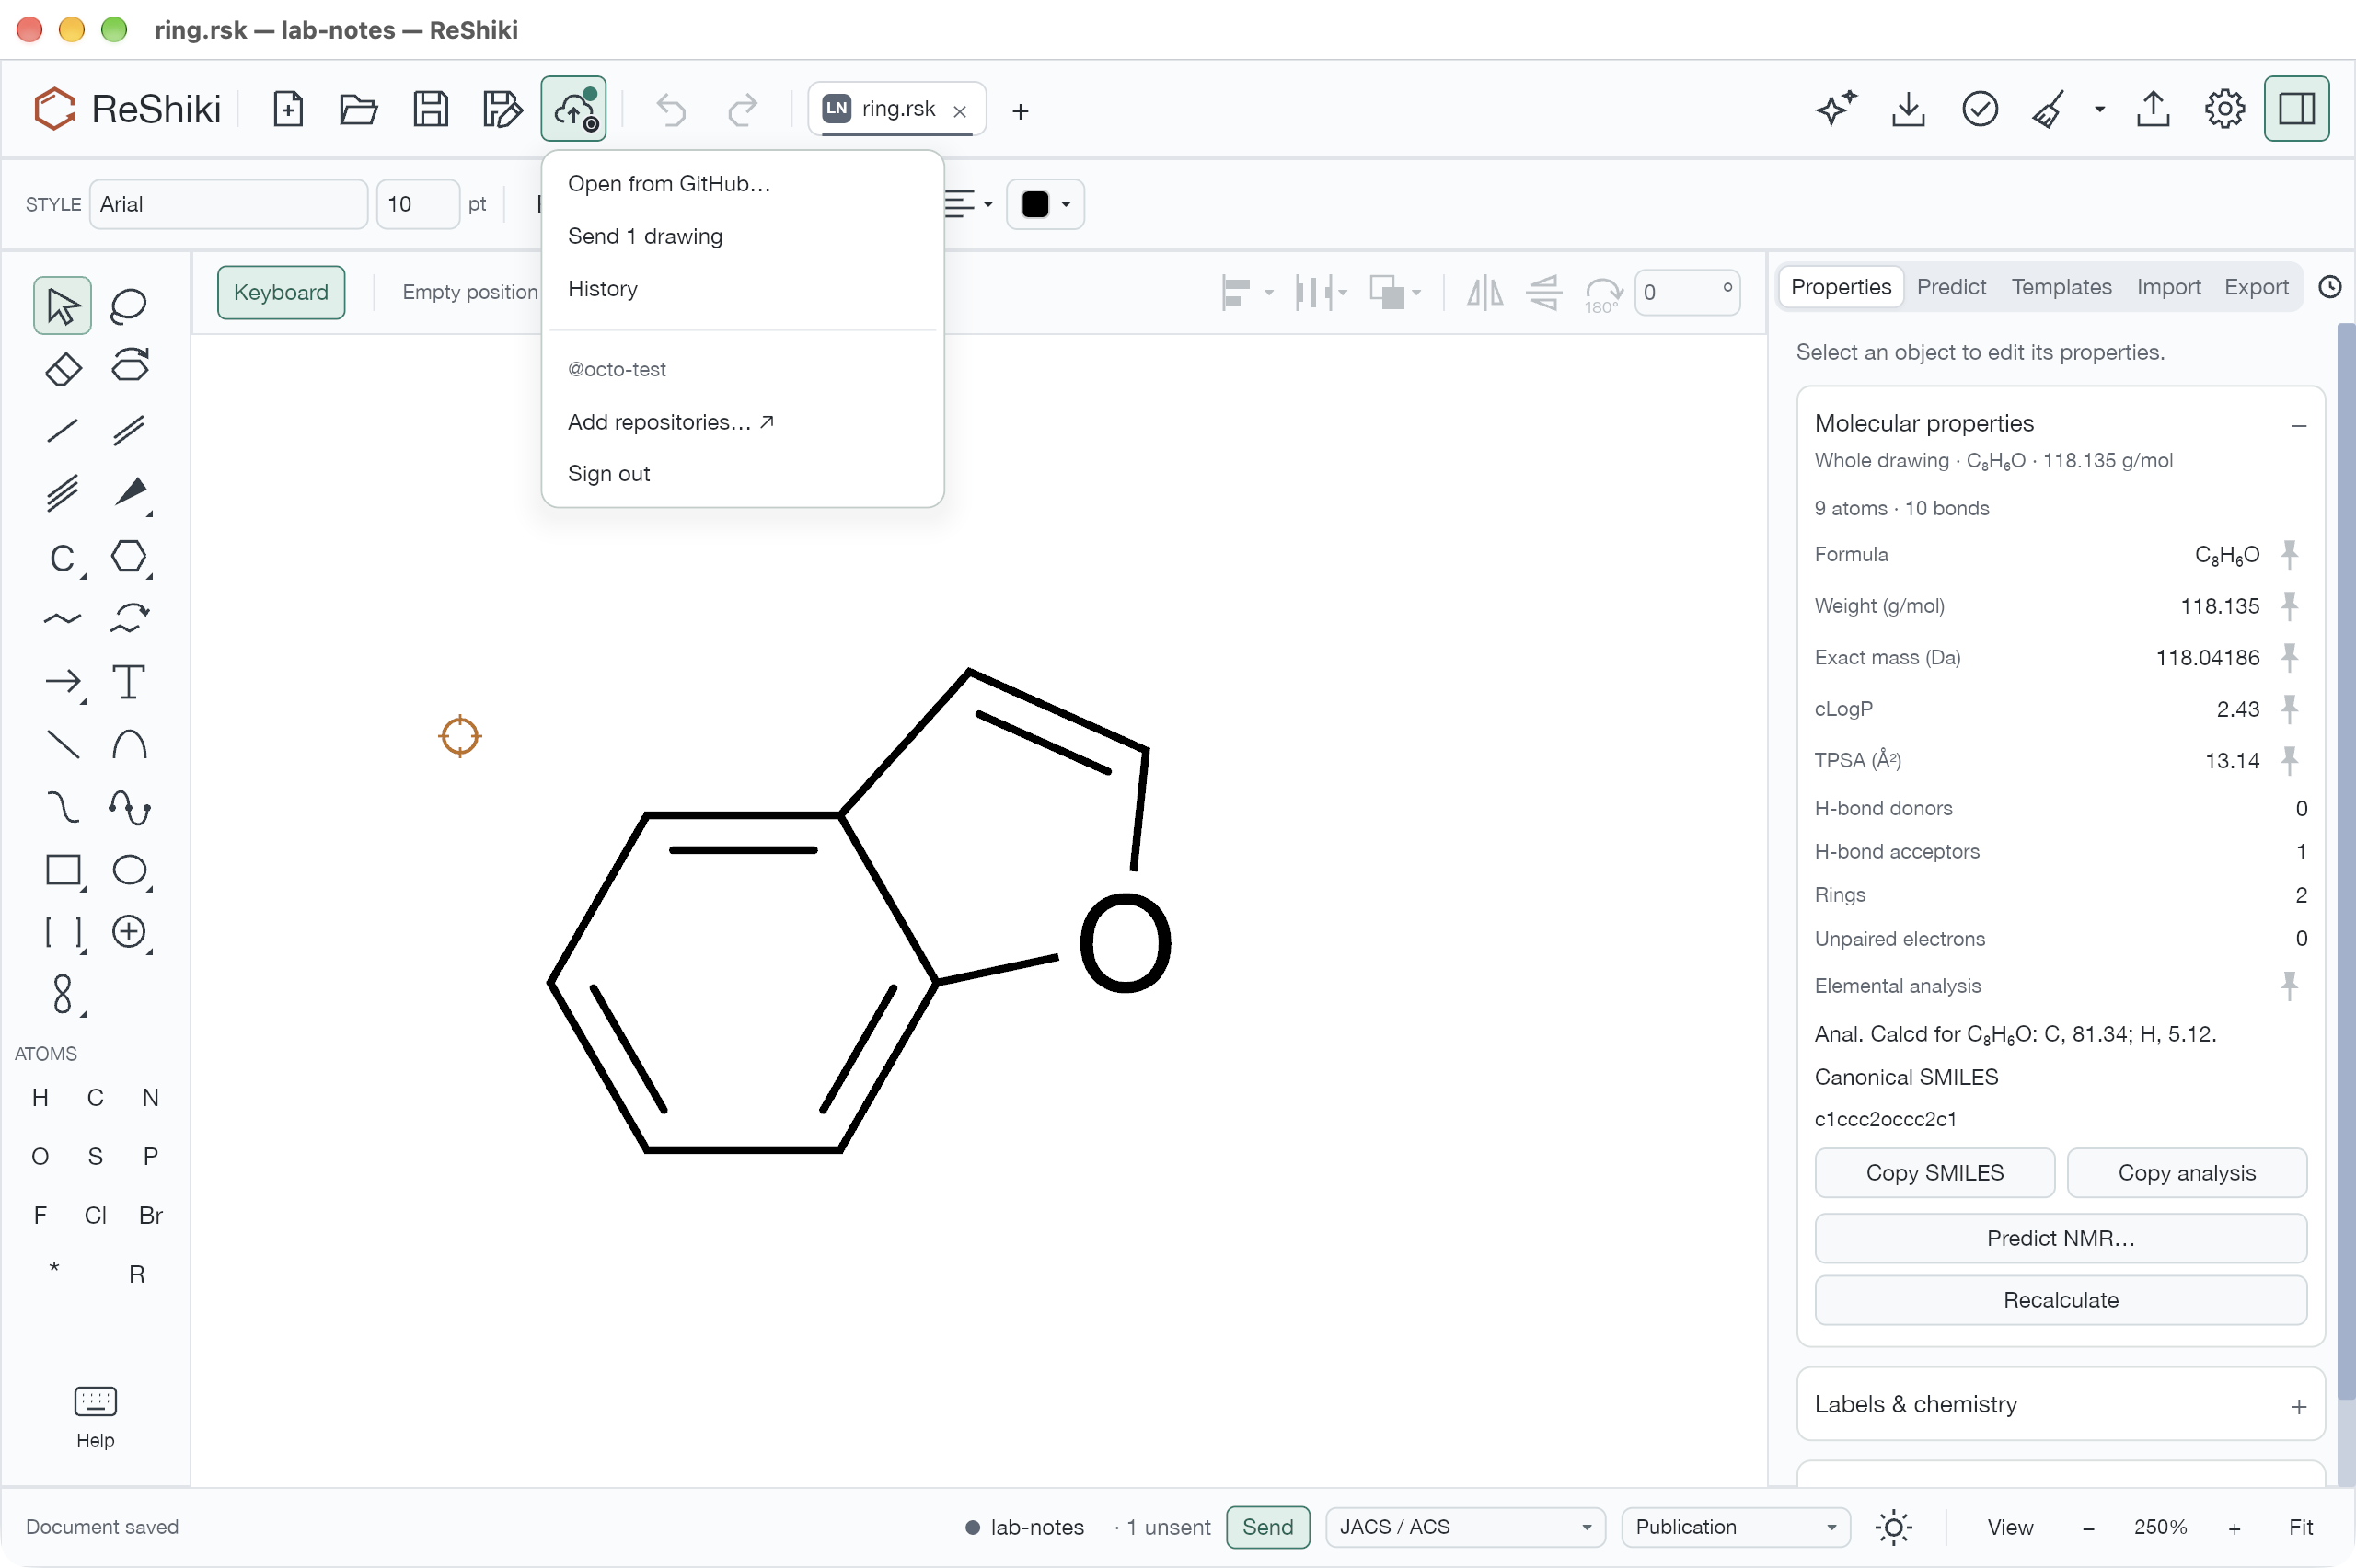 ring.rsk — lab-notes — ReShiki
ReShiki
LN ring.rsk × +
STYLE Arial 10 pt
Open from GitHub...
Send 1 drawing
History
@octo-test
Add repositories... ↗
Sign out
Keyboard Empty position
180° 0 °
Properties Predict Templates Import Export
Select an object to edit its properties.
Molecular properties –
Whole drawing · C₈H₆O · 118.135 g/mol
9 atoms · 10 bonds
Formula C₈H₆O
Weight (g/mol) 118.135
Exact mass (Da) 118.04186
cLogP 2.43
TPSA (Å²) 13.14
H-bond donors 0
H-bond acceptors 1
Rings 2
Unpaired electrons 0
Elemental analysis
Anal. Calcd for C₈H₆O: C, 81.34; H, 5.12.
Canonical SMILES
c1ccc2occc2c1
Copy SMILES Copy analysis
Predict NMR...
Recalculate
Labels & chemistry +
C
T
[ ]
O
ATOMS
H C N
O S P
F Cl Br
* R
Help
Document saved
lab-notes · 1 unsent Send JACS / ACS Publication View – 250% + Fit